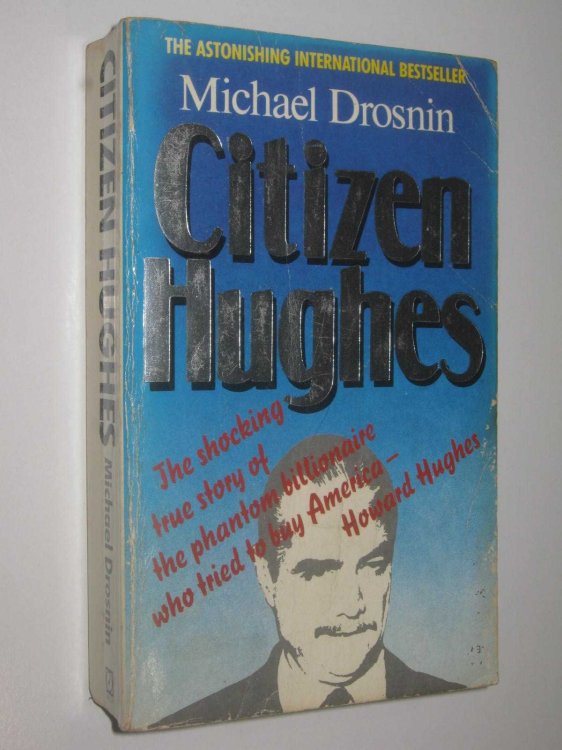 THE ASTONISHING INTERNATIONAL BESTSELLER
Michael Drosnin
Citizen
Hughes
The shocking
true story of
the phantom billionaire
who tried to buy America –
Howard Hughes
CITIZEN HUGHES Michael Drosnin